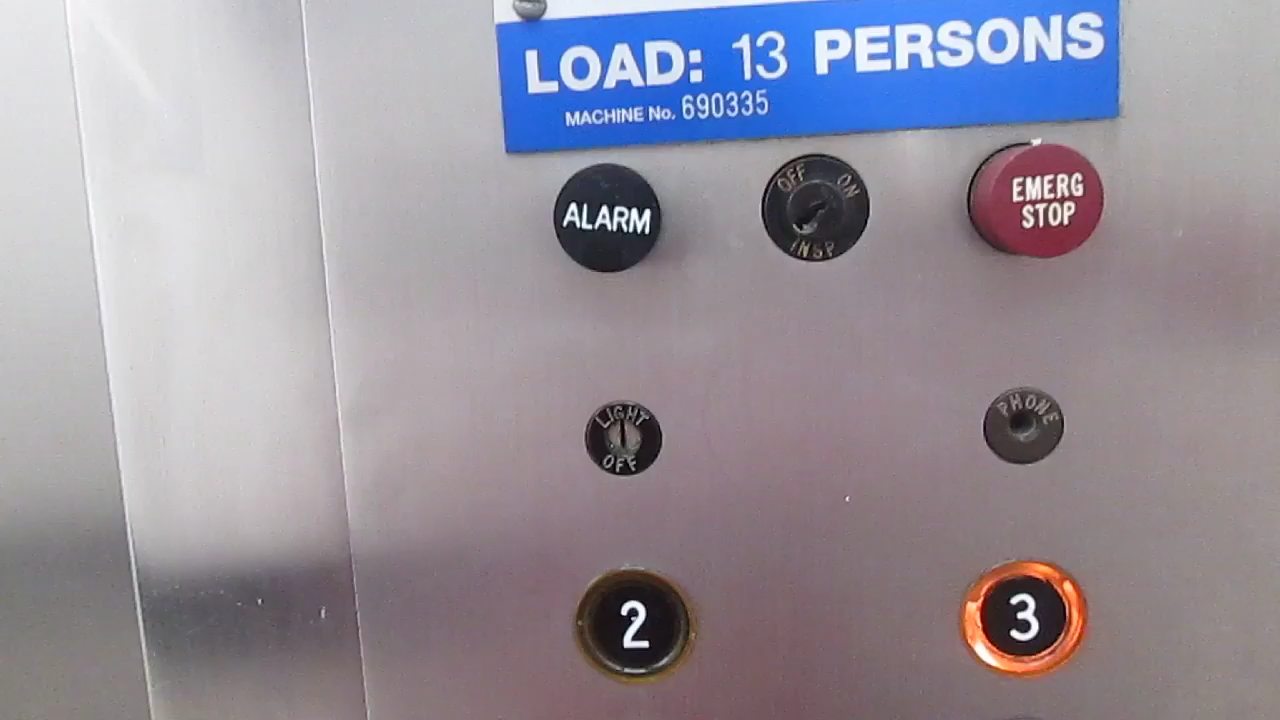 LOAD: 13 PERSONS
MACHINE No. 690335
ALARM
OFF ON
INSP
EMERG
STOP
LIGHT
OFF
PHONE
2
3